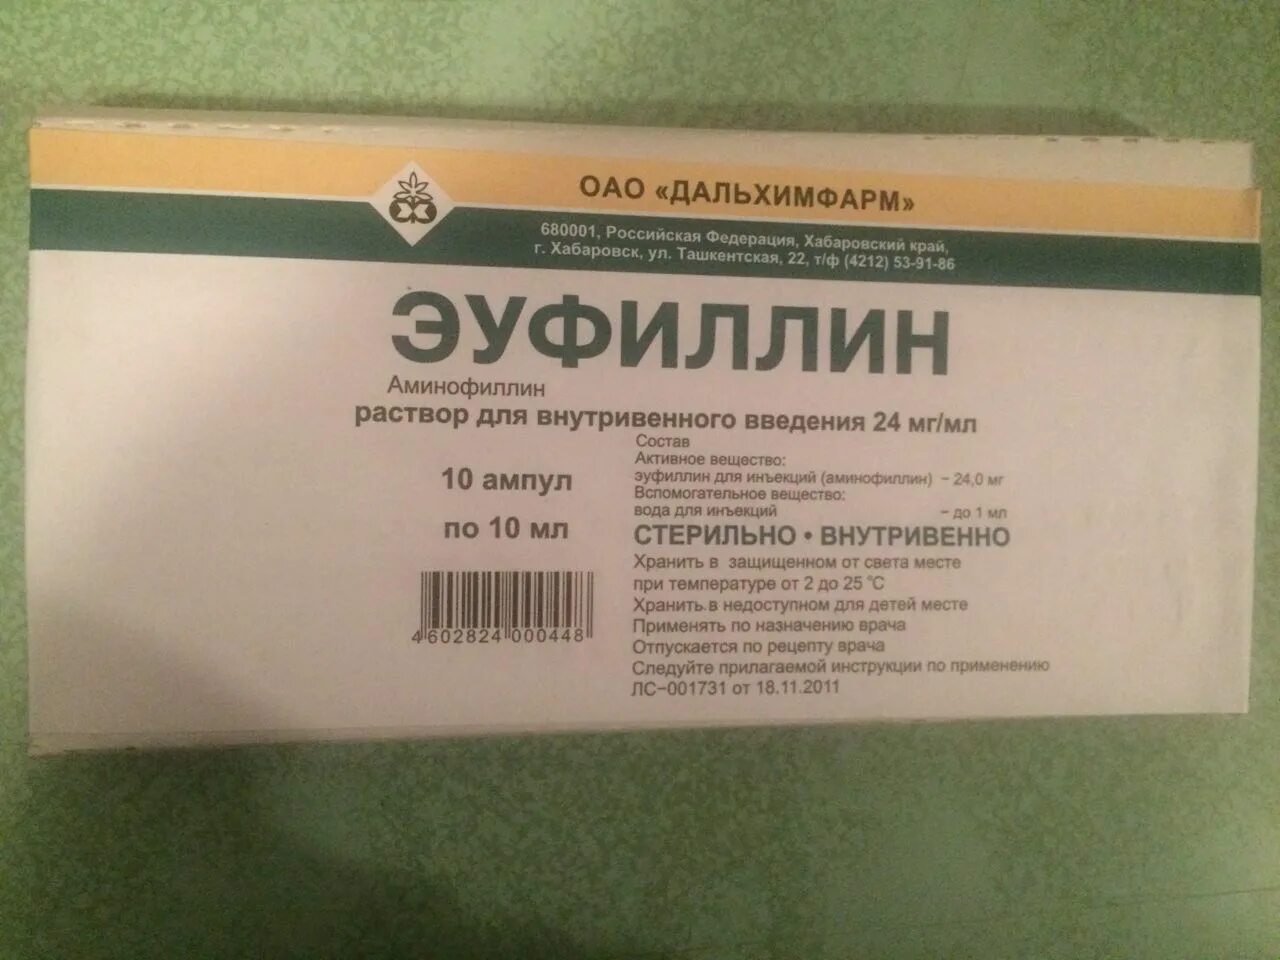 ОАО «ДАЛЬХИМФАРМ»
680001, Российская Федерация, Хабаровский край,
г. Хабаровск, ул. Ташкентская, 22, т/ф (4212) 53-91-86
ЭУФИЛЛИН
Аминофиллин
раствор для внутривенного введения 24 мг/мл
10 ампул
по 10 мл
4 602824 000448
Состав
Активное вещество:
эуфиллин для инъекций (аминофиллин) - 24,0 мг
Вспомогательное вещество:
вода для инъекций - до 1 мл
СТЕРИЛЬНО • ВНУТРИВЕННО
Хранить в защищенном от света месте
при температуре от 2 до 25 °С
Хранить в недоступном для детей месте
Применять по назначению врача
Отпускается по рецепту врача
Следуйте прилагаемой инструкции по применению
ЛС-001731 от 18.11.2011